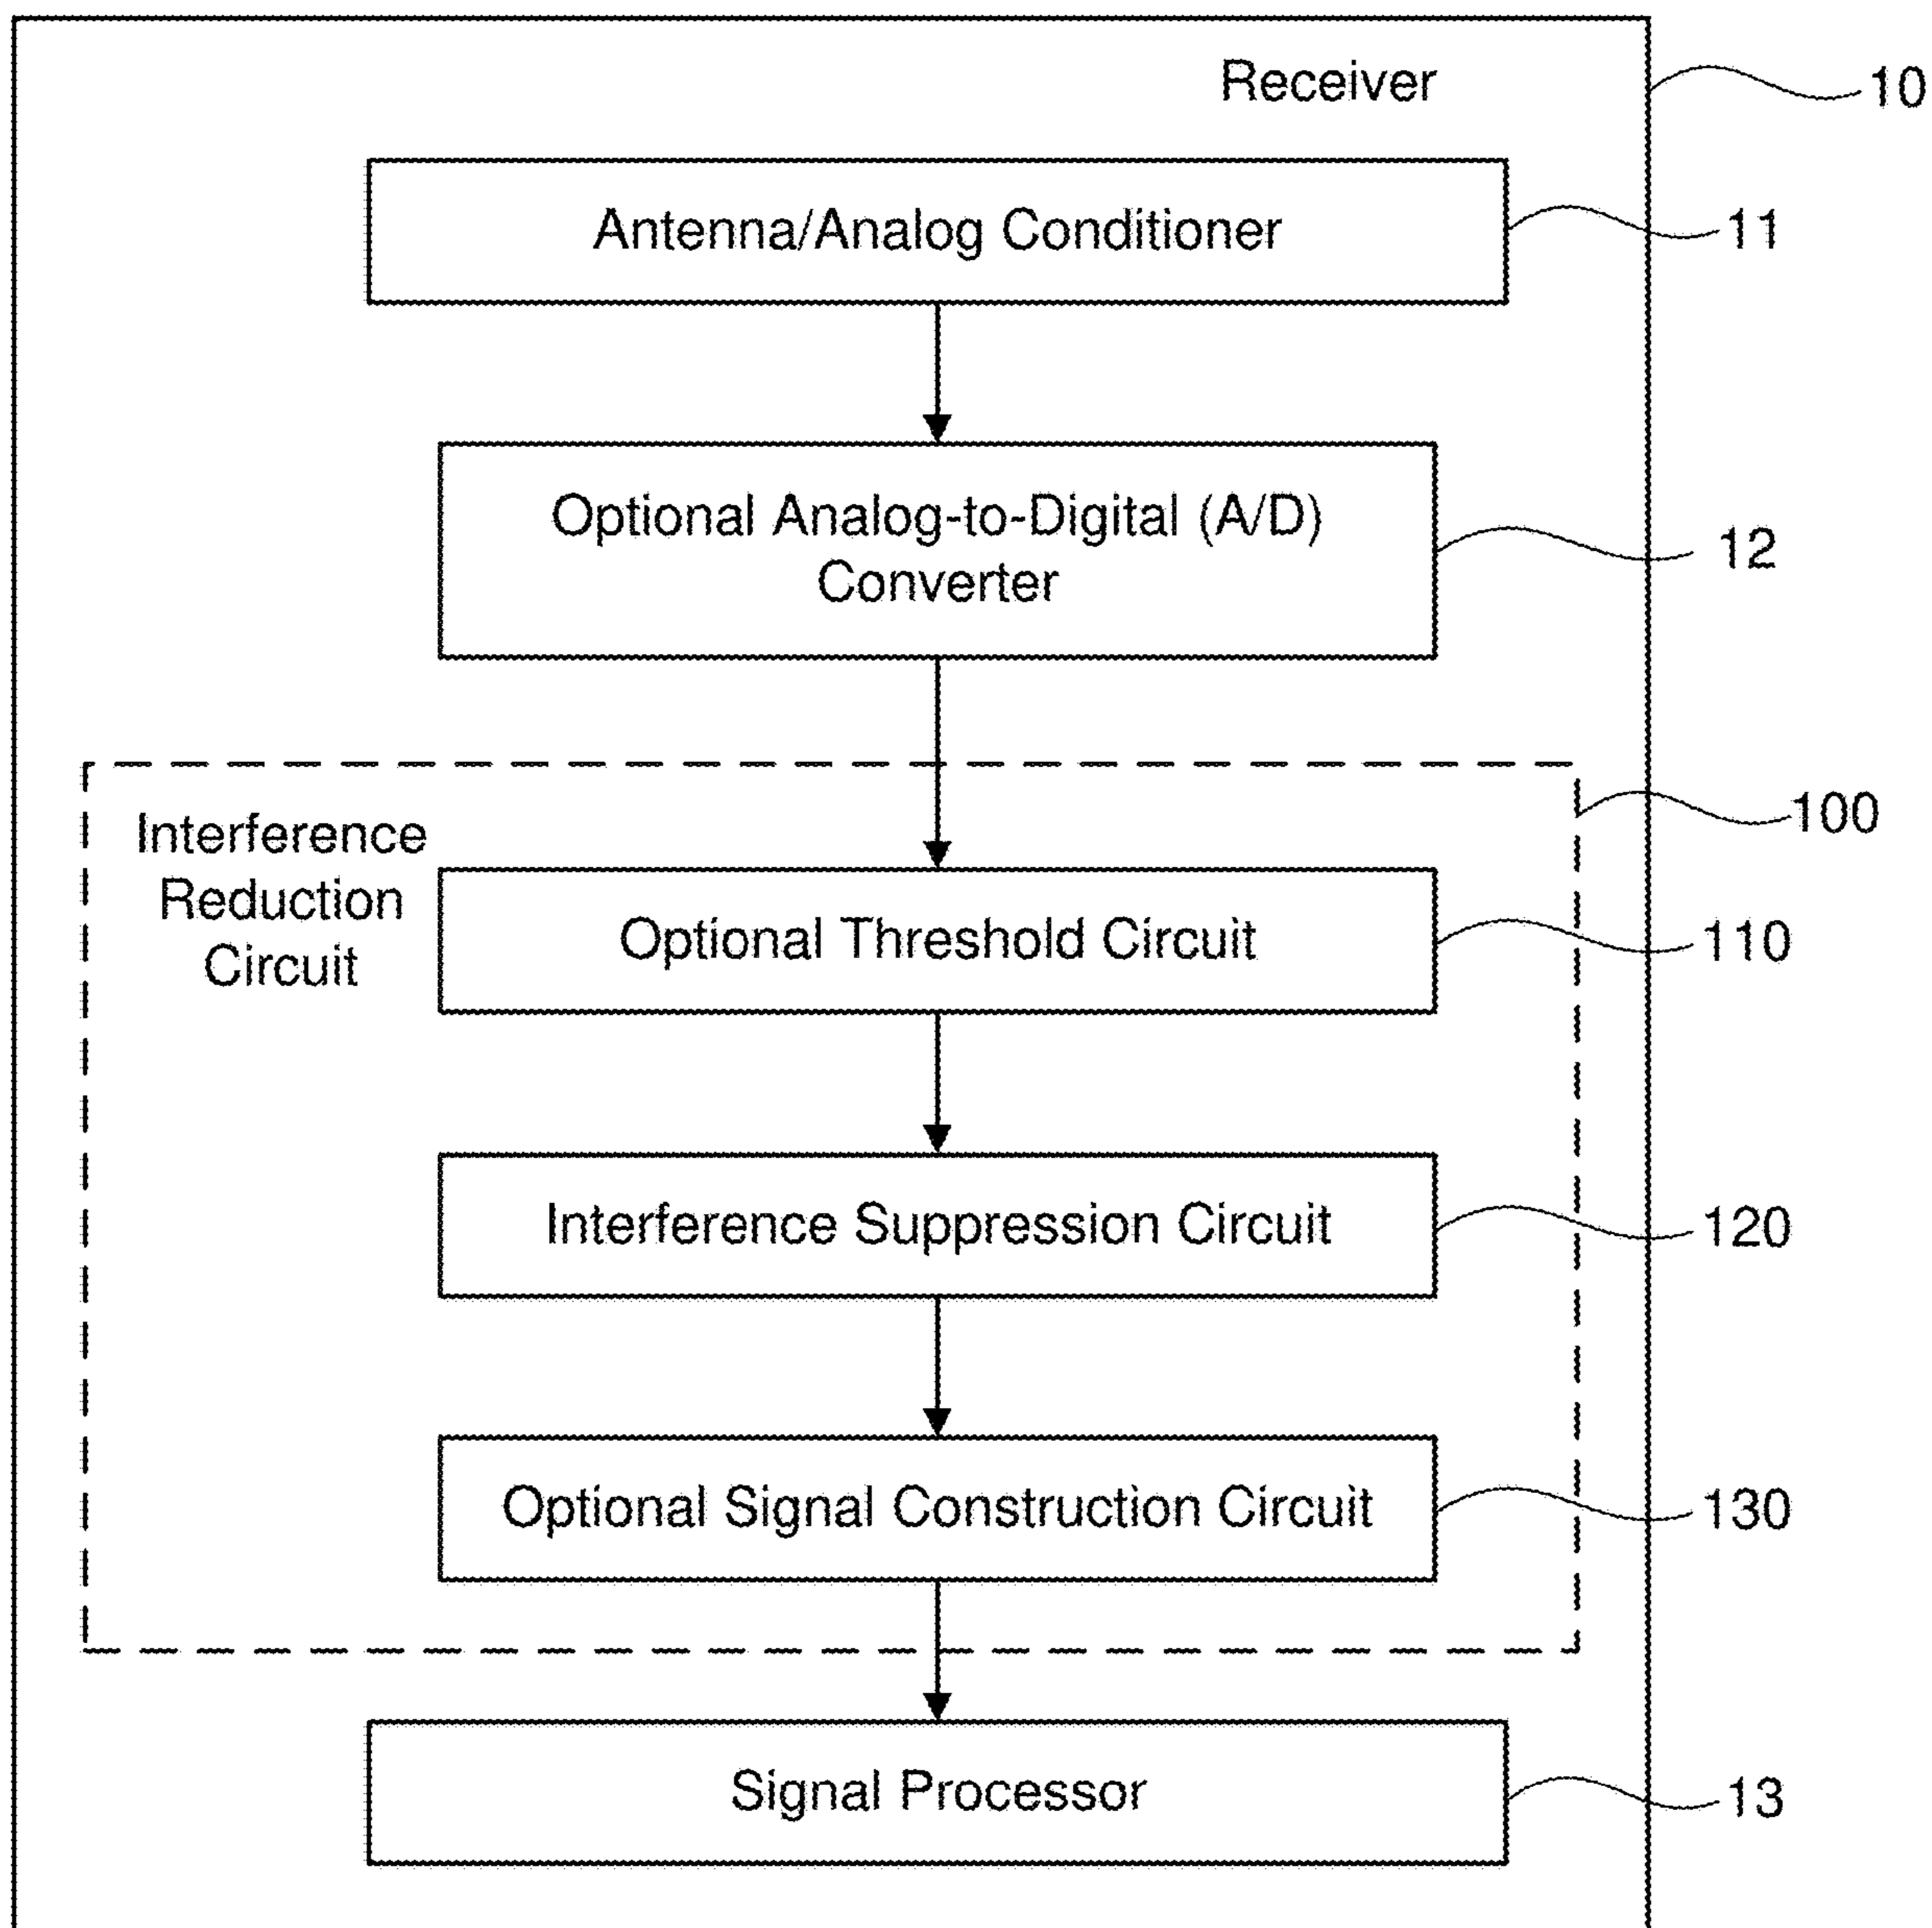 Receiver
10
Antenna/Analog Conditioner
11
Optional Analog-to-Digital (A/D)
Converter
12
100
Interference
Reduction
Circuit
Optional Threshold Circuit
110
Interference Suppression Circuit
120
Optional Signal Construction Circuit
130
Signal Processor
13